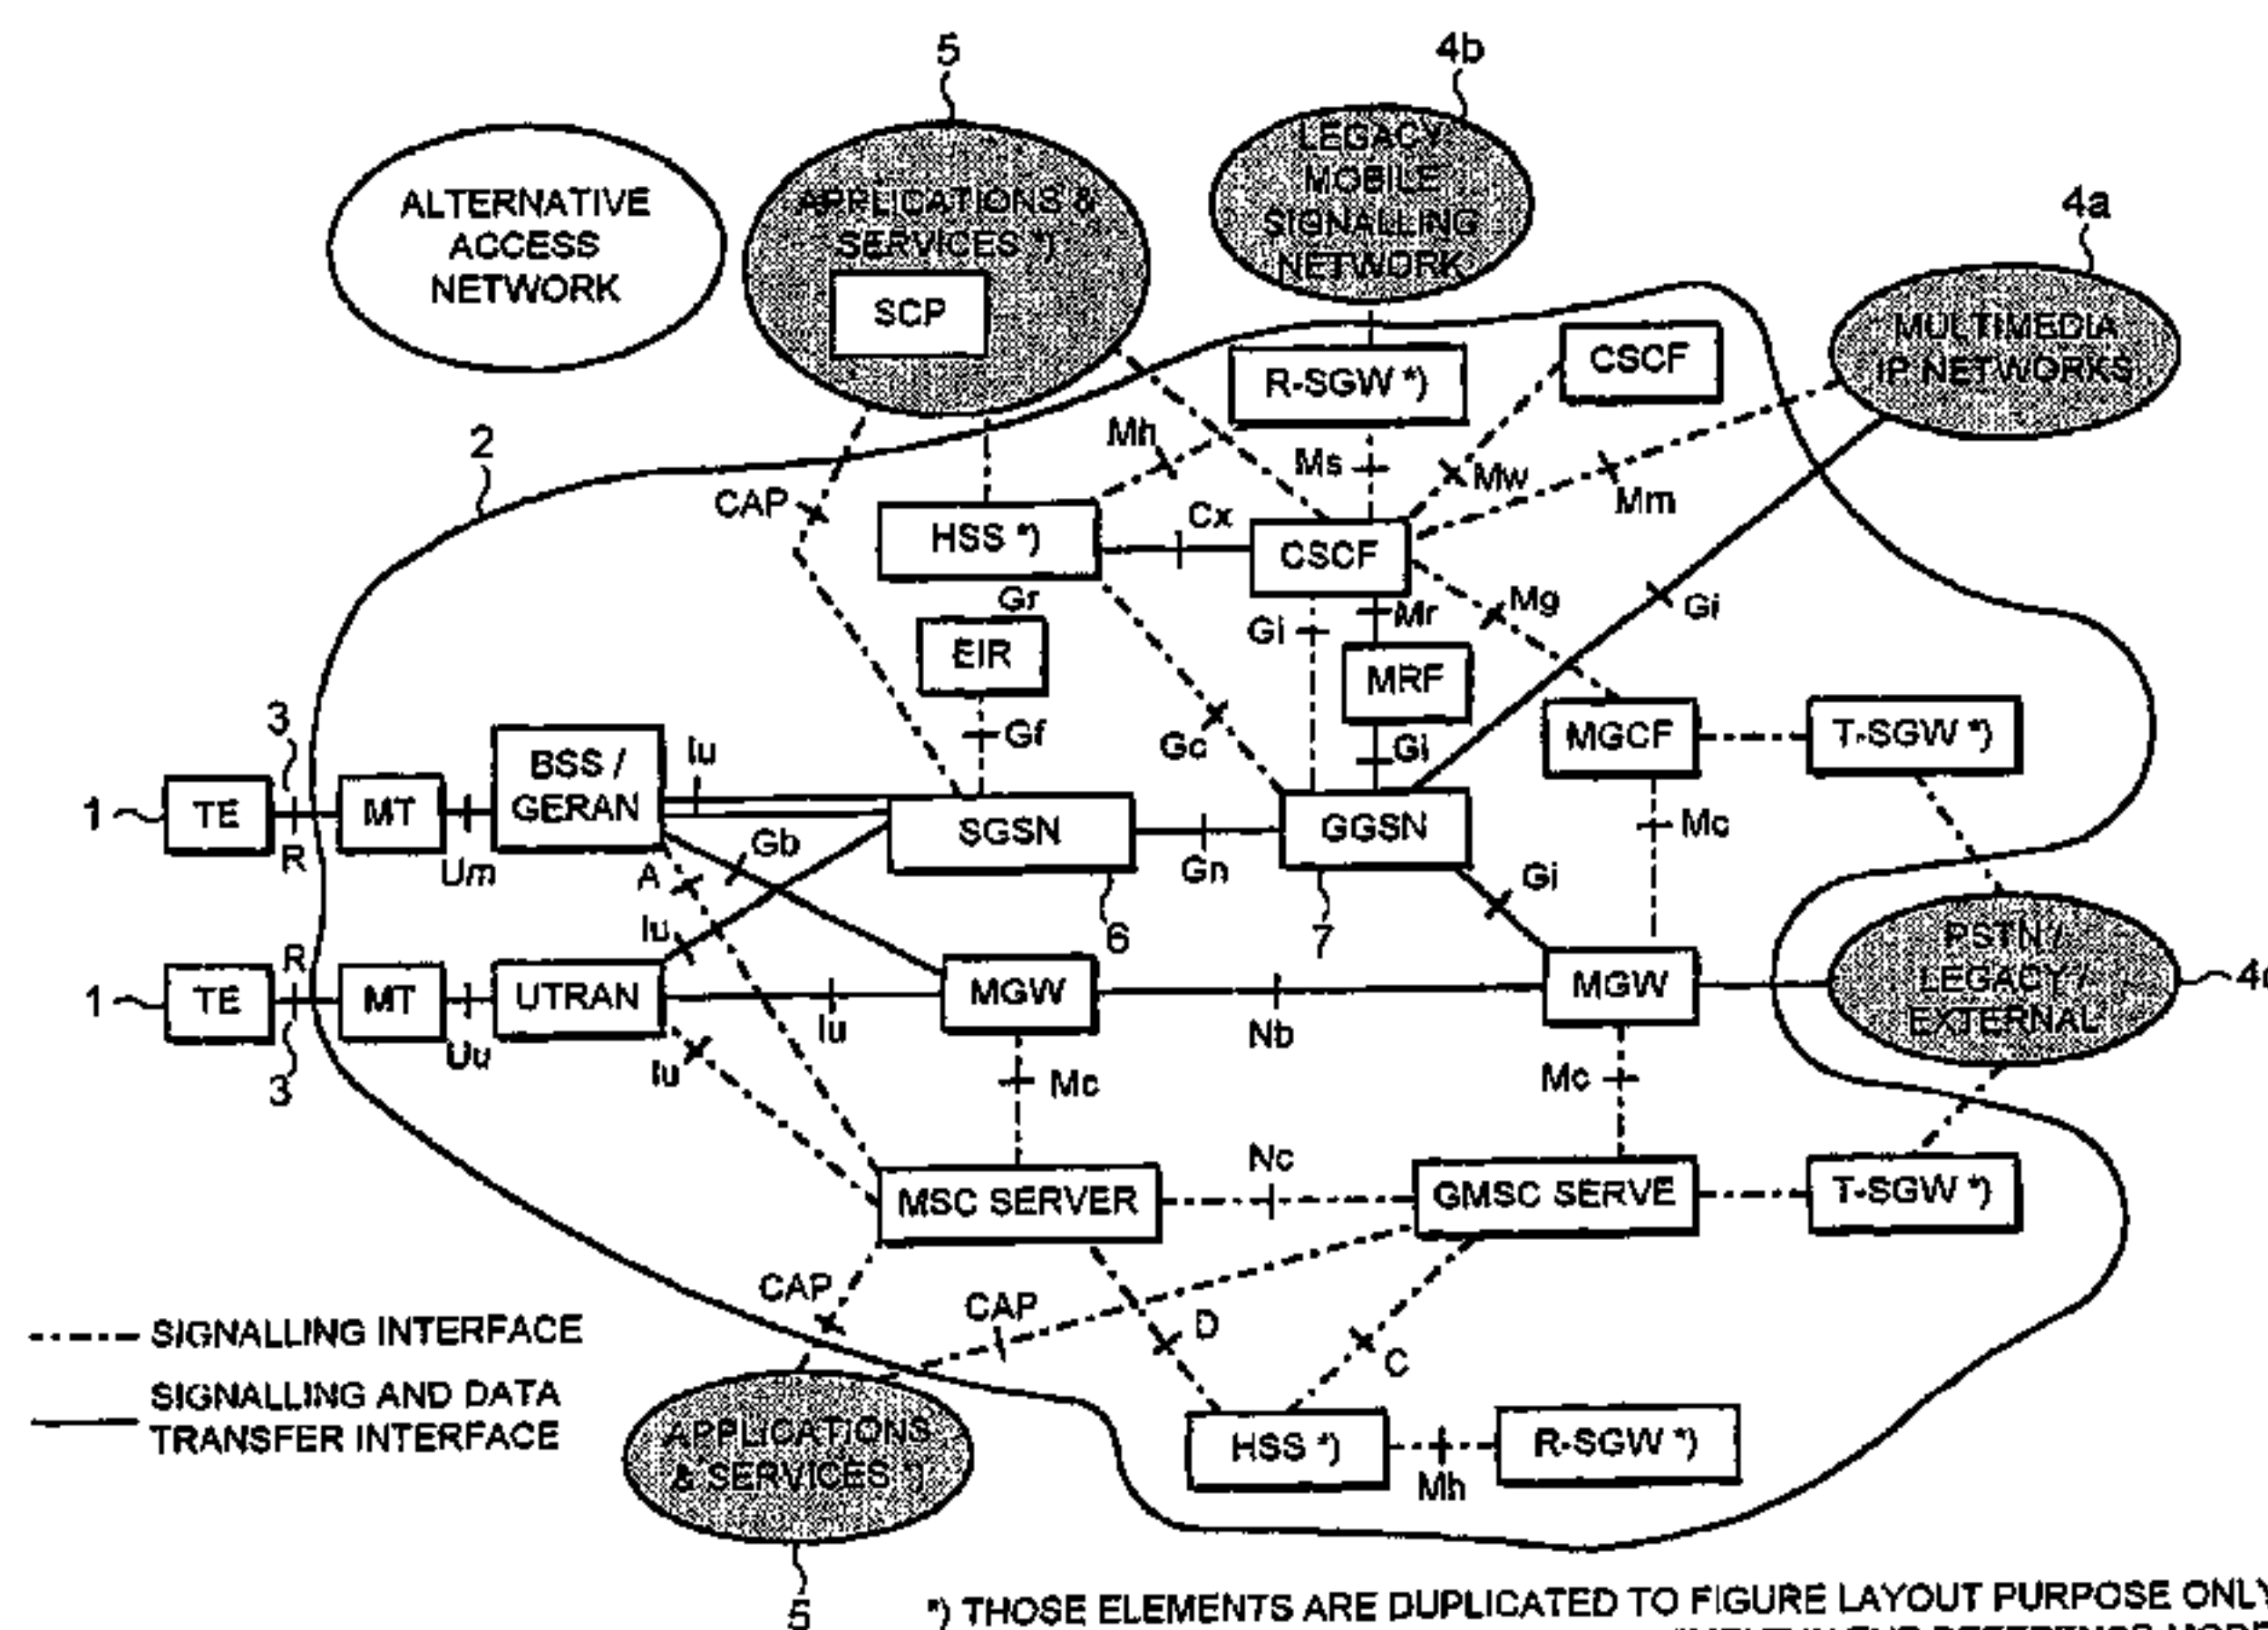 5
4b
4a
ALTERNATIVE
ACCESS
NETWORK
APPLICATIONS &
SERVICES *)
SCP
LEGACY
MOBILE
SIGNALLING
NETWORK
MULTIMEDIA
IP NETWORKS
R-SGW *)
CSCF
2
CAP
Mh
Ms
Mw
Mm
HSS *)
Cx
CSCF
Gr
EIR
Gf
Gc
Gi
Mr
MRF
Gi
Mg
Gi
MGCF
T-SGW *)
Mc
3
1
TE
R
MT
Um
BSS /
GERAN
Iu
SGSN
Gn
GGSN
A
Gb
Iu
6
7
Gi
1
TE
R
3
MT
Uu
UTRAN
Iu
Iu
MGW
Nb
MGW
PSTN /
LEGACY /
EXTERNAL
Mc
Mc
MSC SERVER
Nc
GMSC SERVE
T-SGW *)
CAP
CAP
D
C
SIGNALLING INTERFACE
SIGNALLING AND DATA
TRANSFER INTERFACE
APPLICATIONS
& SERVICES *)
HSS *)
Mh
R-SGW *)
5
*) THOSE ELEMENTS ARE DUPLICATED TO FIGURE LAYOUT PURPOSE ONLY